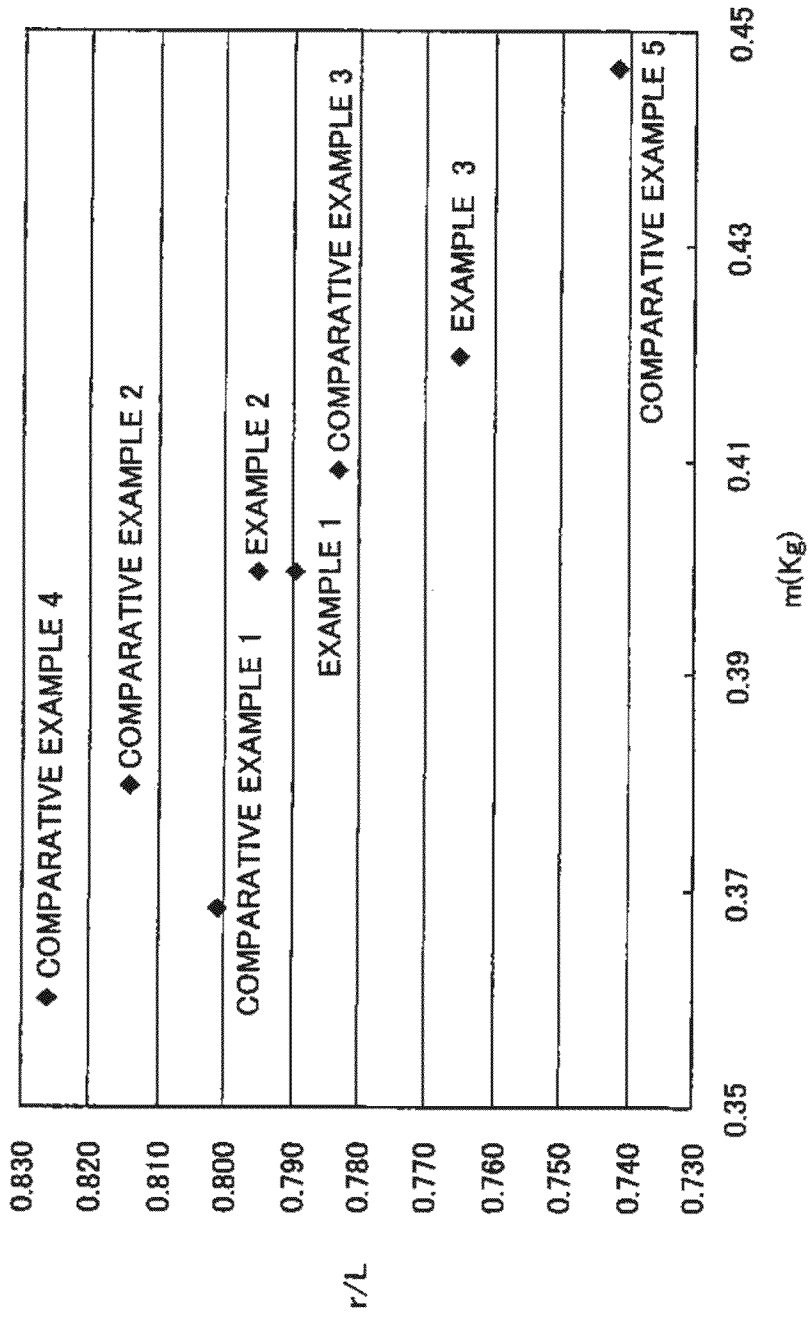 r/L
0.830
0.820
0.810
0.800
0.790
0.780
0.770
0.760
0.750
0.740
0.730
COMPARATIVE EXAMPLE 4
COMPARATIVE EXAMPLE 2
COMPARATIVE EXAMPLE 1
EXAMPLE 2
EXAMPLE 1
COMPARATIVE EXAMPLE 3
EXAMPLE 3
COMPARATIVE EXAMPLE 5
0.35
0.37
0.39
0.41
0.43
0.45
m(Kg)